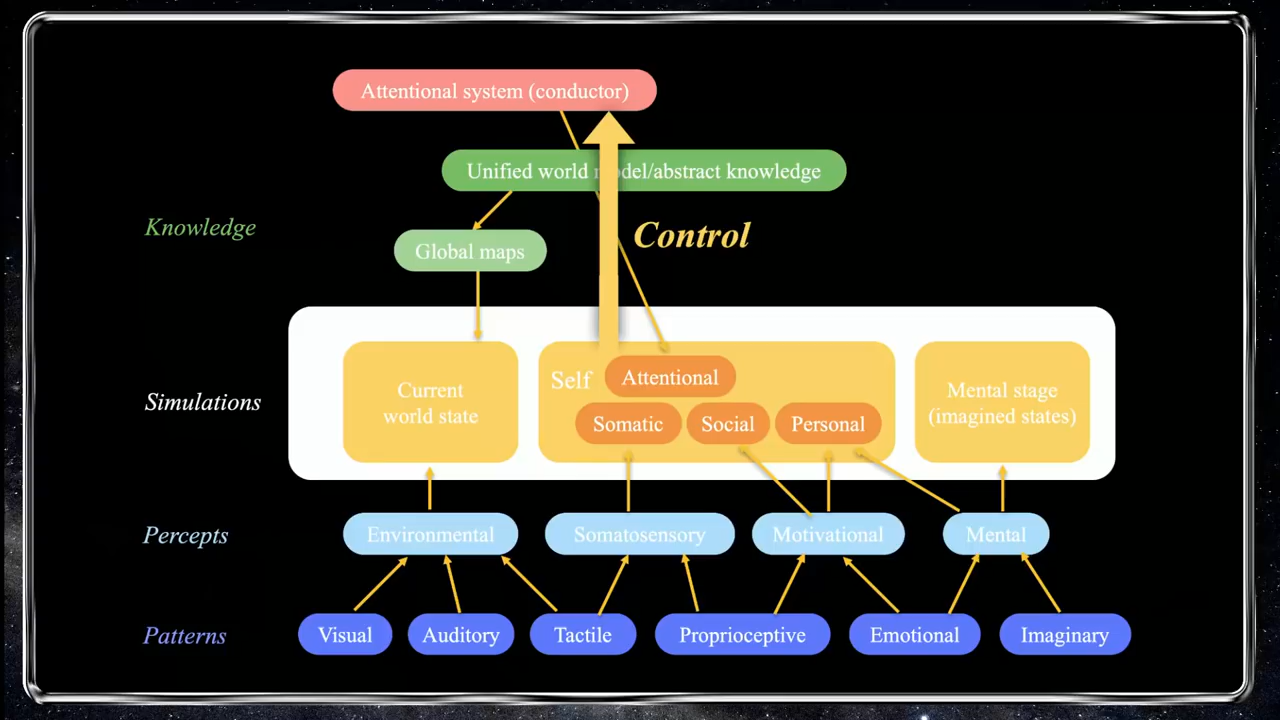 Attentional system (conductor)
Unified world model/abstract knowledge
Knowledge
Control
Global maps
Simulations
Current
world state
Self
Attentional
Somatic
Social
Personal
Mental stage
(imagined states)
Percepts
Environmental
Somatosensory
Motivational
Mental
Patterns
Visual
Auditory
Tactile
Proprioceptive
Emotional
Imaginary